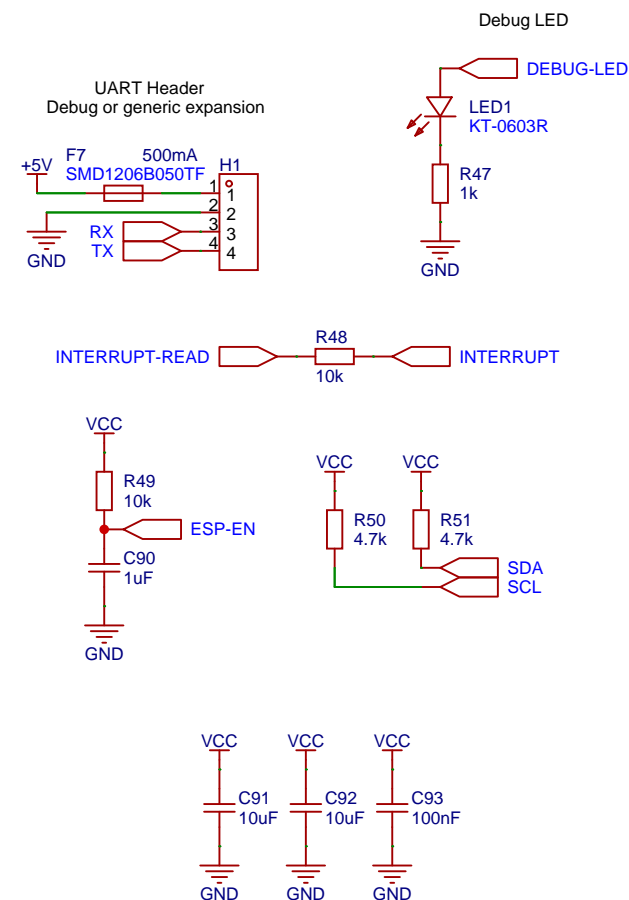 Debug LED
DEBUG-LED
LED1
KT-0603R
R47
1k
GND
UART Header
Debug or generic expansion
+5V
F7
500mA
SMD1206B050TF
H1
1
1
2
2
RX
3
3
TX
4
4
GND
R48
INTERRUPT-READ
INTERRUPT
10k
VCC
R49
10k
ESP-EN
C90
1uF
GND
VCC
VCC
R50
4.7k
R51
4.7k
SDA
SCL
VCC
VCC
VCC
C91
10uF
C92
10uF
C93
100nF
GND
GND
GND